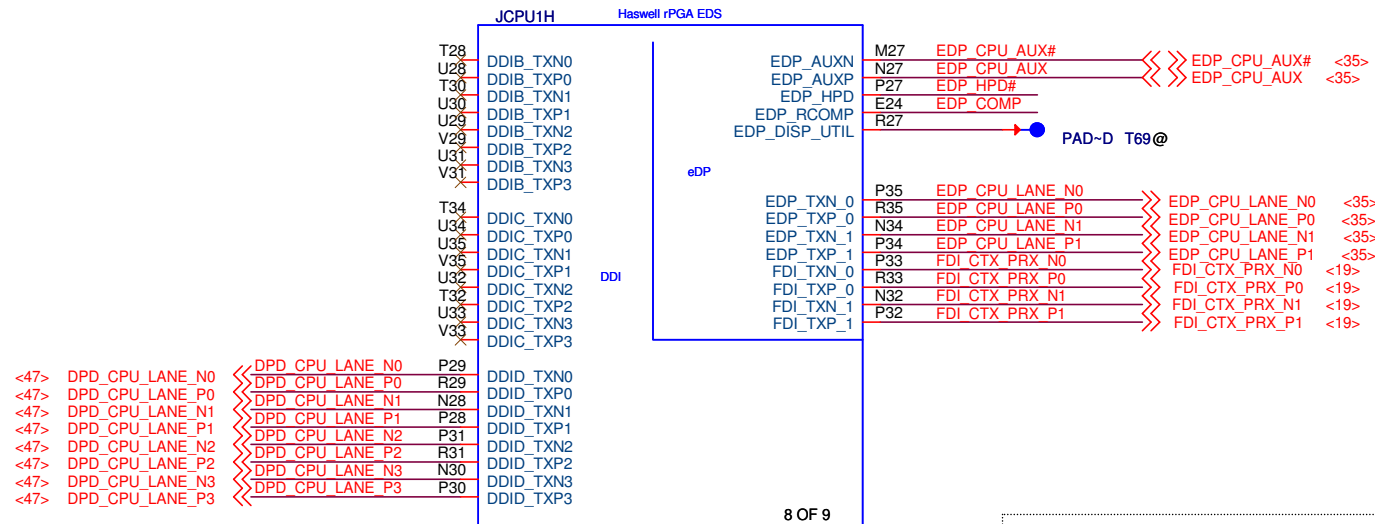 JCPU1H Haswell rPGA EDS
T28 DDIB_TXN0
U28 DDIB_TXP0
T30 DDIB_TXN1
U30 DDIB_TXP1
U29 DDIB_TXN2
V29 DDIB_TXP2
U31 DDIB_TXN3
V31 DDIB_TXP3
T34 DDIC_TXN0
U34 DDIC_TXP0
U35 DDIC_TXN1
V35 DDIC_TXP1
U32 DDIC_TXN2
T32 DDIC_TXP2
U33 DDIC_TXN3
V33 DDIC_TXP3
DDI
<47> DPD_CPU_LANE_N0 DPD_CPU_LANE_N0 P29 DDID_TXN0
<47> DPD_CPU_LANE_P0 DPD_CPU_LANE_P0 R29 DDID_TXP0
<47> DPD_CPU_LANE_N1 DPD_CPU_LANE_N1 N28 DDID_TXN1
<47> DPD_CPU_LANE_P1 DPD_CPU_LANE_P1 P28 DDID_TXP1
<47> DPD_CPU_LANE_N2 DPD_CPU_LANE_N2 P31 DDID_TXN2
<47> DPD_CPU_LANE_P2 DPD_CPU_LANE_P2 R31 DDID_TXP2
<47> DPD_CPU_LANE_N3 DPD_CPU_LANE_N3 N30 DDID_TXN3
<47> DPD_CPU_LANE_P3 DPD_CPU_LANE_P3 P30 DDID_TXP3
EDP_AUXN M27 EDP_CPU_AUX# EDP_CPU_AUX# <35>
EDP_AUXP N27 EDP_CPU_AUX EDP_CPU_AUX <35>
EDP_HPD P27 EDP_HPD#
EDP_RCOMP E24 EDP_COMP
EDP_DISP_UTIL R27
PAD~D T69@
eDP
EDP_TXN_0 P35 EDP_CPU_LANE_N0 EDP_CPU_LANE_N0 <35>
EDP_TXP_0 R35 EDP_CPU_LANE_P0 EDP_CPU_LANE_P0 <35>
EDP_TXN_1 N34 EDP_CPU_LANE_N1 EDP_CPU_LANE_N1 <35>
EDP_TXP_1 P34 EDP_CPU_LANE_P1 EDP_CPU_LANE_P1 <35>
FDI_TXN_0 P33 FDI_CTX_PRX_N0 FDI_CTX_PRX_N0 <19>
FDI_TXP_0 R33 FDI_CTX_PRX_P0 FDI_CTX_PRX_P0 <19>
FDI_TXN_1 N32 FDI_CTX_PRX_N1 FDI_CTX_PRX_N1 <19>
FDI_TXP_1 P32 FDI_CTX_PRX_P1 FDI_CTX_PRX_P1 <19>
8 OF 9